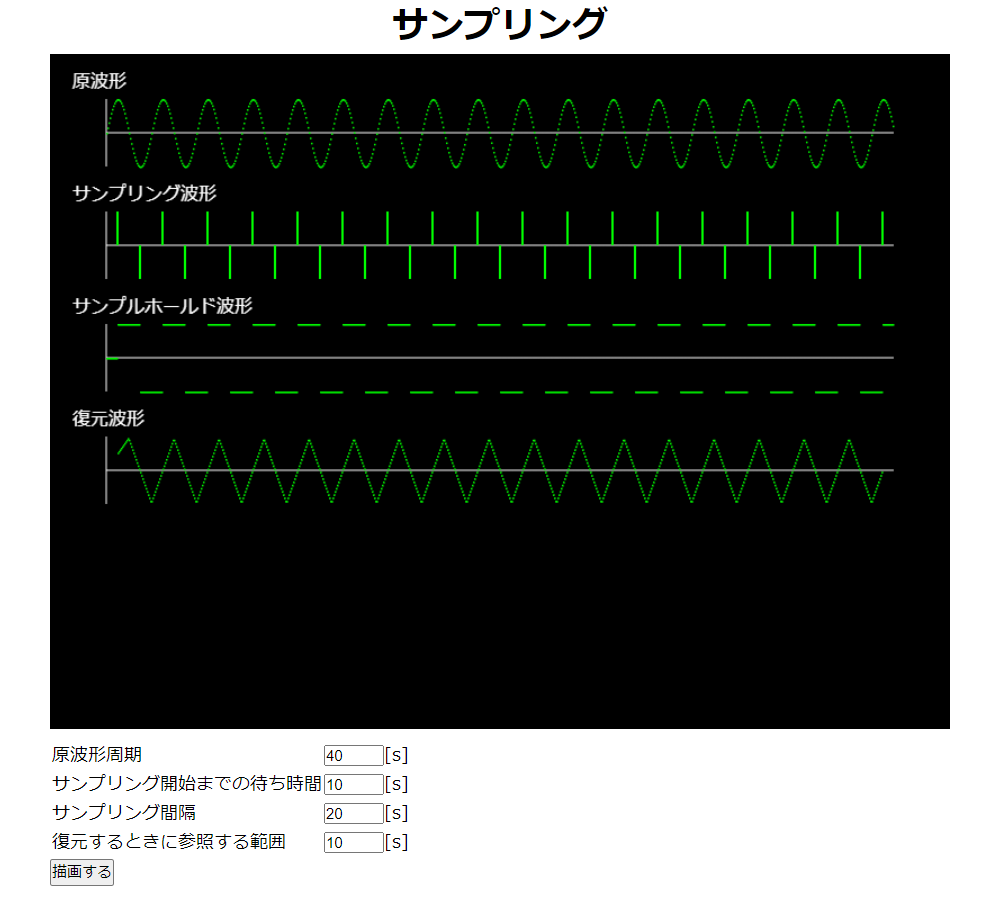 サンプリング
原波形
サンプリング波形
サンプルホールド波形
復元波形
原波形周期 40 [s]
サンプリング開始までの待ち時間 10 [s]
サンプリング間隔 20 [s]
復元するときに参照する範囲 10 [s]
描画する